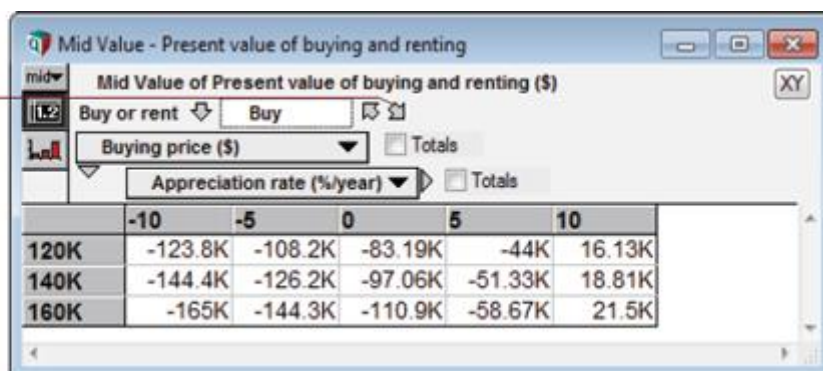 Mid Value - Present value of buying and renting
mid Mid Value of Present value of buying and renting ($) XY
1.2 Buy or rent Buy
Buying price ($) Totals
Appreciation rate (%/year) Totals
-10 -5 0 5 10
120K -123.8K -108.2K -83.19K -44K 16.13K
140K -144.4K -126.2K -97.06K -51.33K 18.81K
160K -165K -144.3K -110.9K -58.67K 21.5K